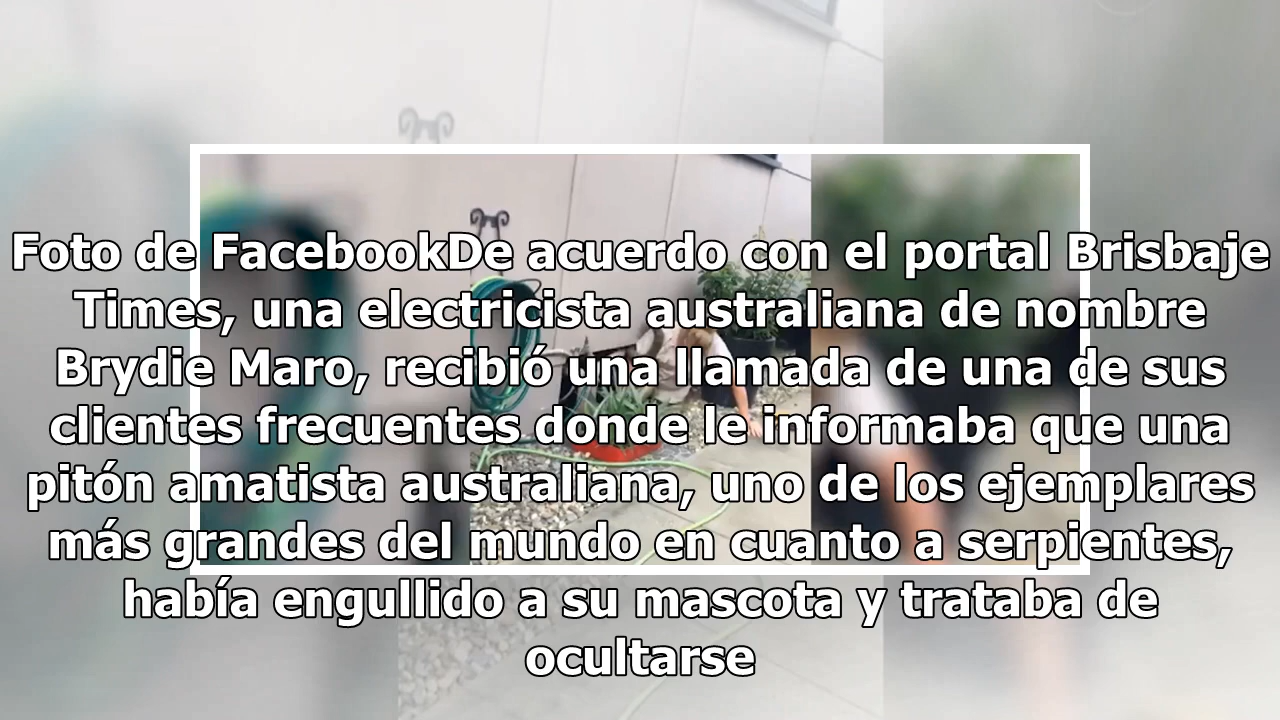 Foto de FacebookDe acuerdo con el portal Brisbaje
Times, una electricista australiana de nombre
Brydie Maro, recibió una llamada de una de sus
clientes frecuentes donde le informaba que una
pitón amatista australiana, uno de los ejemplares
más grandes del mundo en cuanto a serpientes,
había engullido a su mascota y trataba de
ocultarse